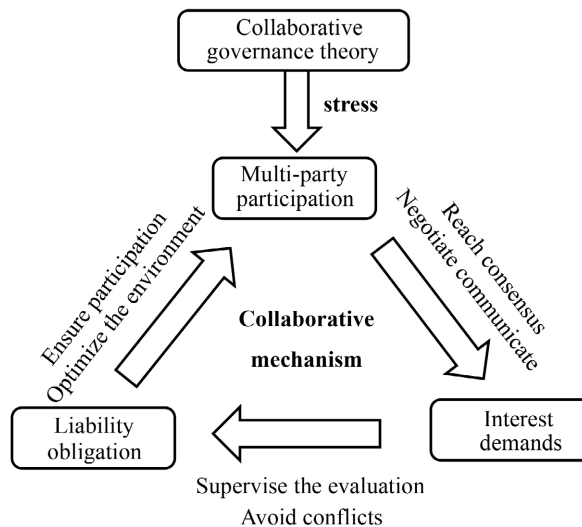 Collaborative
governance theory
stress
Multi-party
participation
Ensure participation
Optimize the environment
Reach consensus
Negotiate communicate
Collaborative
mechanism
Liability
obligation
Interest
demands
Supervise the evaluation
Avoid conflicts